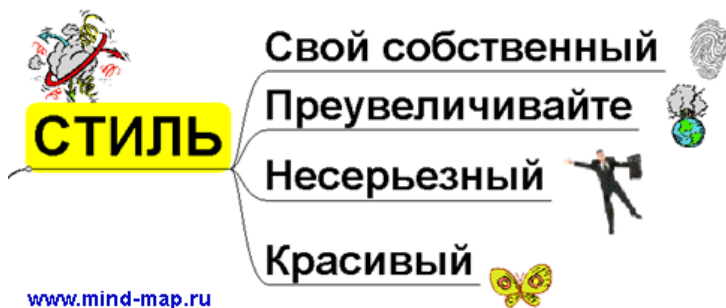 Свой собственный
Преувеличивайте
СТИЛЬ
Несерьезный
Красивый
www.mind-map.ru